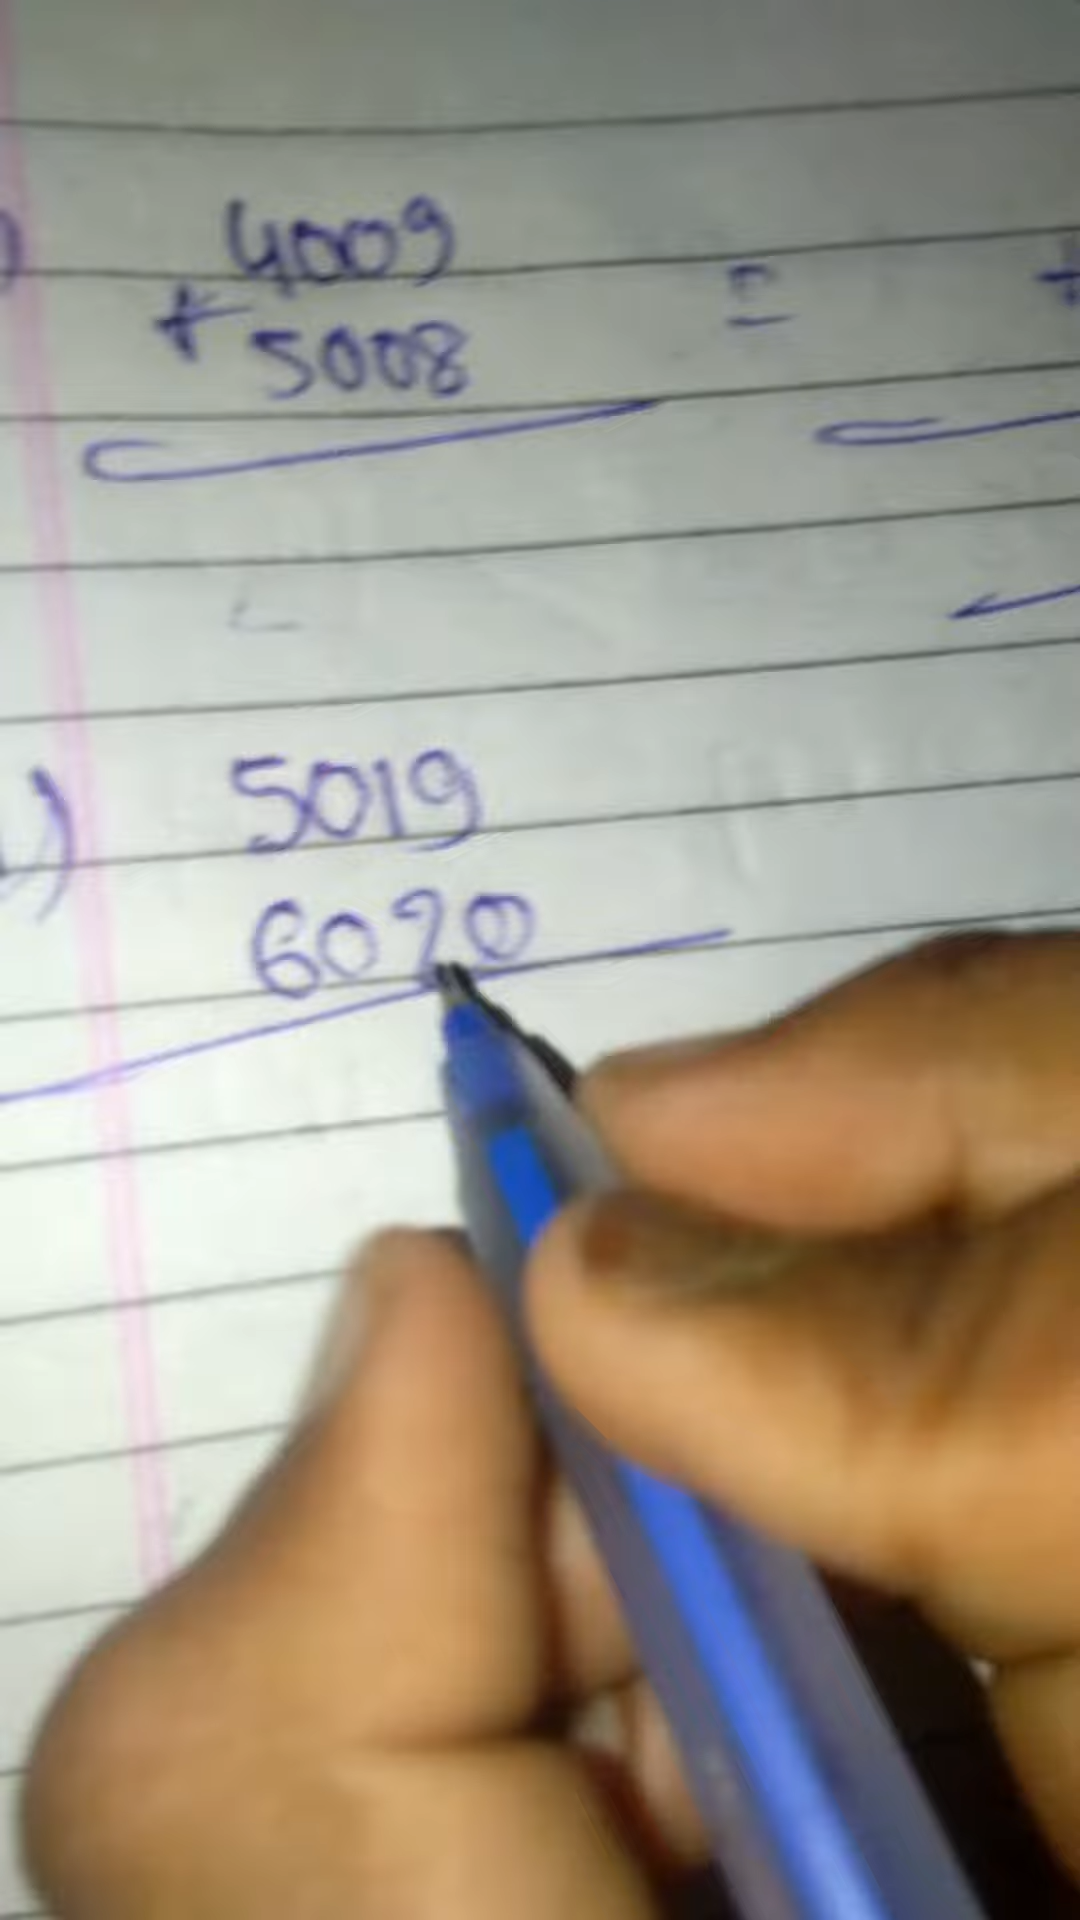 4009
+ 5008 = +
5019
6020